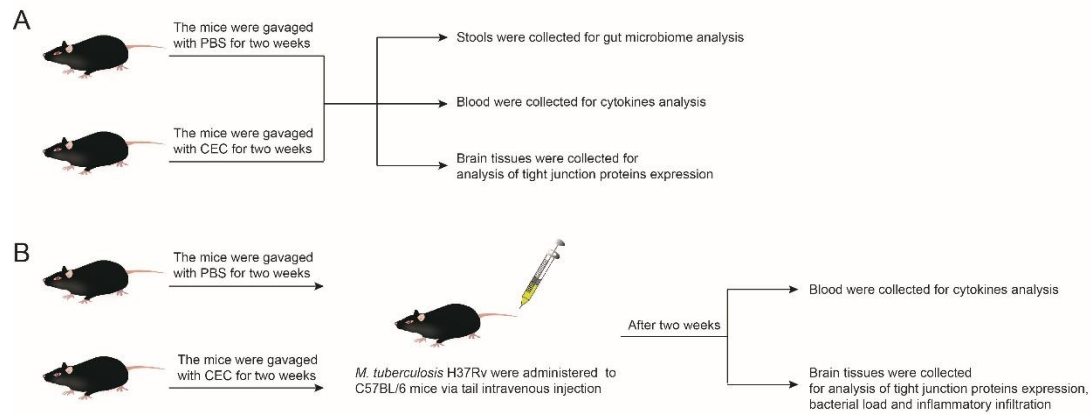 A
The mice were gavaged
with PBS for two weeks
The mice were gavaged
with CEC for two weeks
Stools were collected for gut microbiome analysis
Blood were collected for cytokines analysis
Brain tissues were collected for
analysis of tight junction proteins expression
B
The mice were gavaged
with PBS for two weeks
The mice were gavaged
with CEC for two weeks
M. tuberculosis H37Rv were administered to
C57BL/6 mice via tail intravenous injection
After two weeks
Blood were collected for cytokines analysis
Brain tissues were collected
for analysis of tight junction proteins expression,
bacterial load and inflammatory infiltration